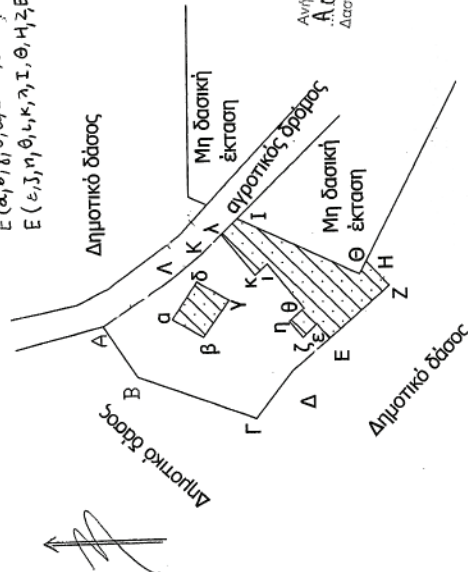 Ε (ε, ζ, η, θ, ι, κ, λ, Ι, Θ, Η, Ζ, Ε
Δημοτικό δάσος
Μη δασική
έκταση
αγροτικός δρόμος
Μη δασική
έκταση
Δημοτικό δάσος
Δημοτικό δάσος
Α
Β
Γ
Δ
Ε
Ζ
Η
Θ
Ι
Κ
Λ
α
β
γ
δ
ε
ζ
η
θ
ι
κ
λ